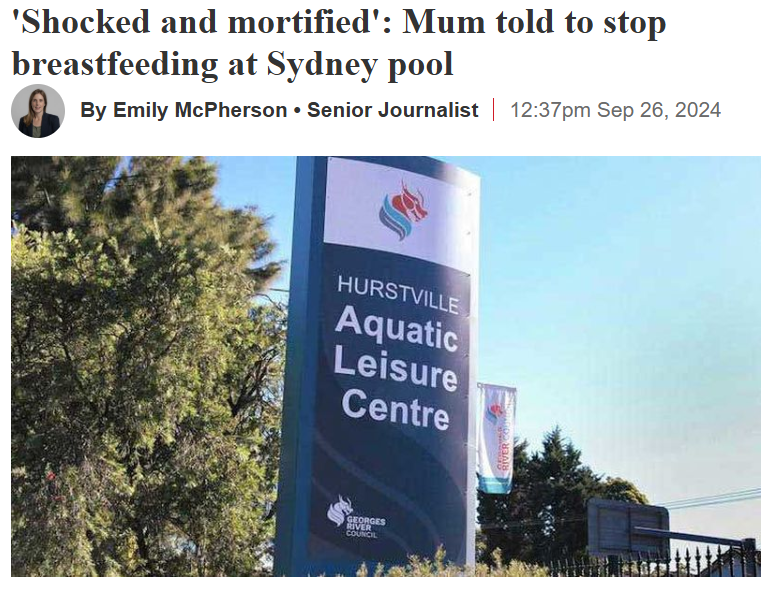 'Shocked and mortified': Mum told to stop
breastfeeding at Sydney pool
By Emily McPherson • Senior Journalist | 12:37pm Sep 26, 2024
HURSTVILLE
Aquatic
Leisure
Centre
GEORGES
RIVER
COUNCIL
GEORGES
RIVER COUNCIL